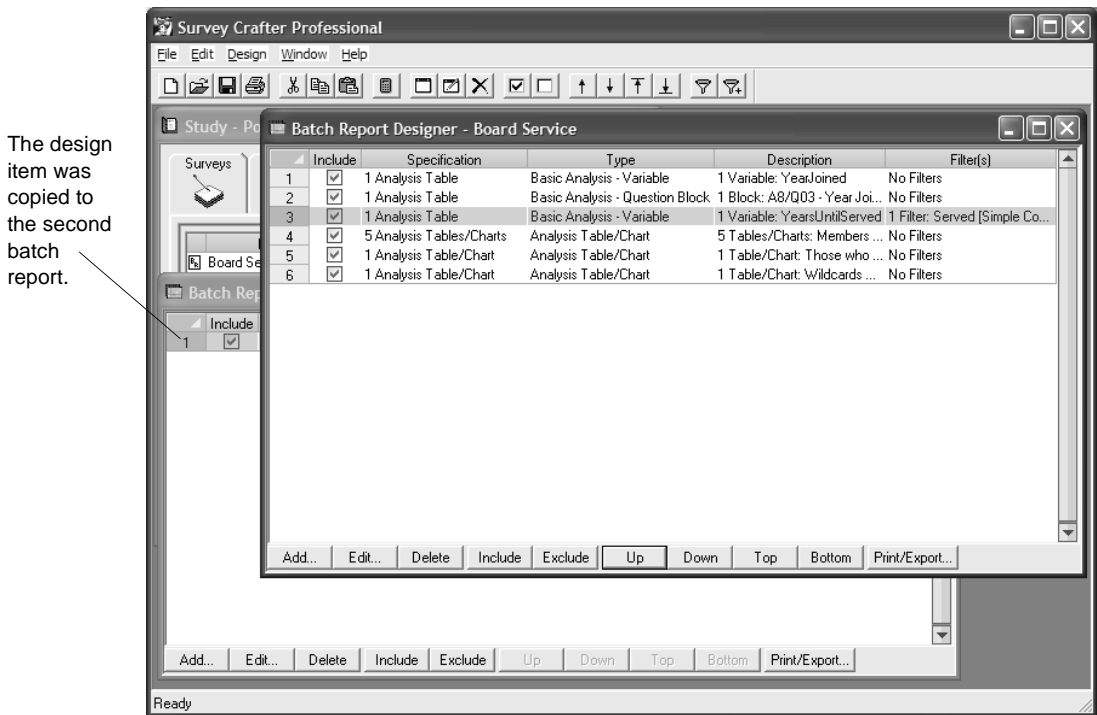 The design
item was
copied to
the second
batch
report.
Survey Crafter Professional
File Edit Design Window Help
Study - Po
Surveys
Board Se
Batch Report Designer - Board Service
Include Specification Type Description Filter(s)
1 1 Analysis Table Basic Analysis - Variable 1 Variable: YearJoined No Filters
2 1 Analysis Table Basic Analysis - Question Block 1 Block: A8/Q03 - Year Joi... No Filters
3 1 Analysis Table Basic Analysis - Variable 1 Variable: YearsUntilServed 1 Filter: Served [Simple Co...
4 5 Analysis Tables/Charts Analysis Table/Chart 5 Tables/Charts: Members ... No Filters
5 1 Analysis Table/Chart Analysis Table/Chart 1 Table/Chart: Those who ... No Filters
6 1 Analysis Table/Chart Analysis Table/Chart 1 Table/Chart: Wildcards ... No Filters
Add... Edit... Delete Include Exclude Up Down Top Bottom Print/Export...
Batch Rep
Include
1
Add... Edit... Delete Include Exclude Up Down Top Bottom Print/Export...
Ready